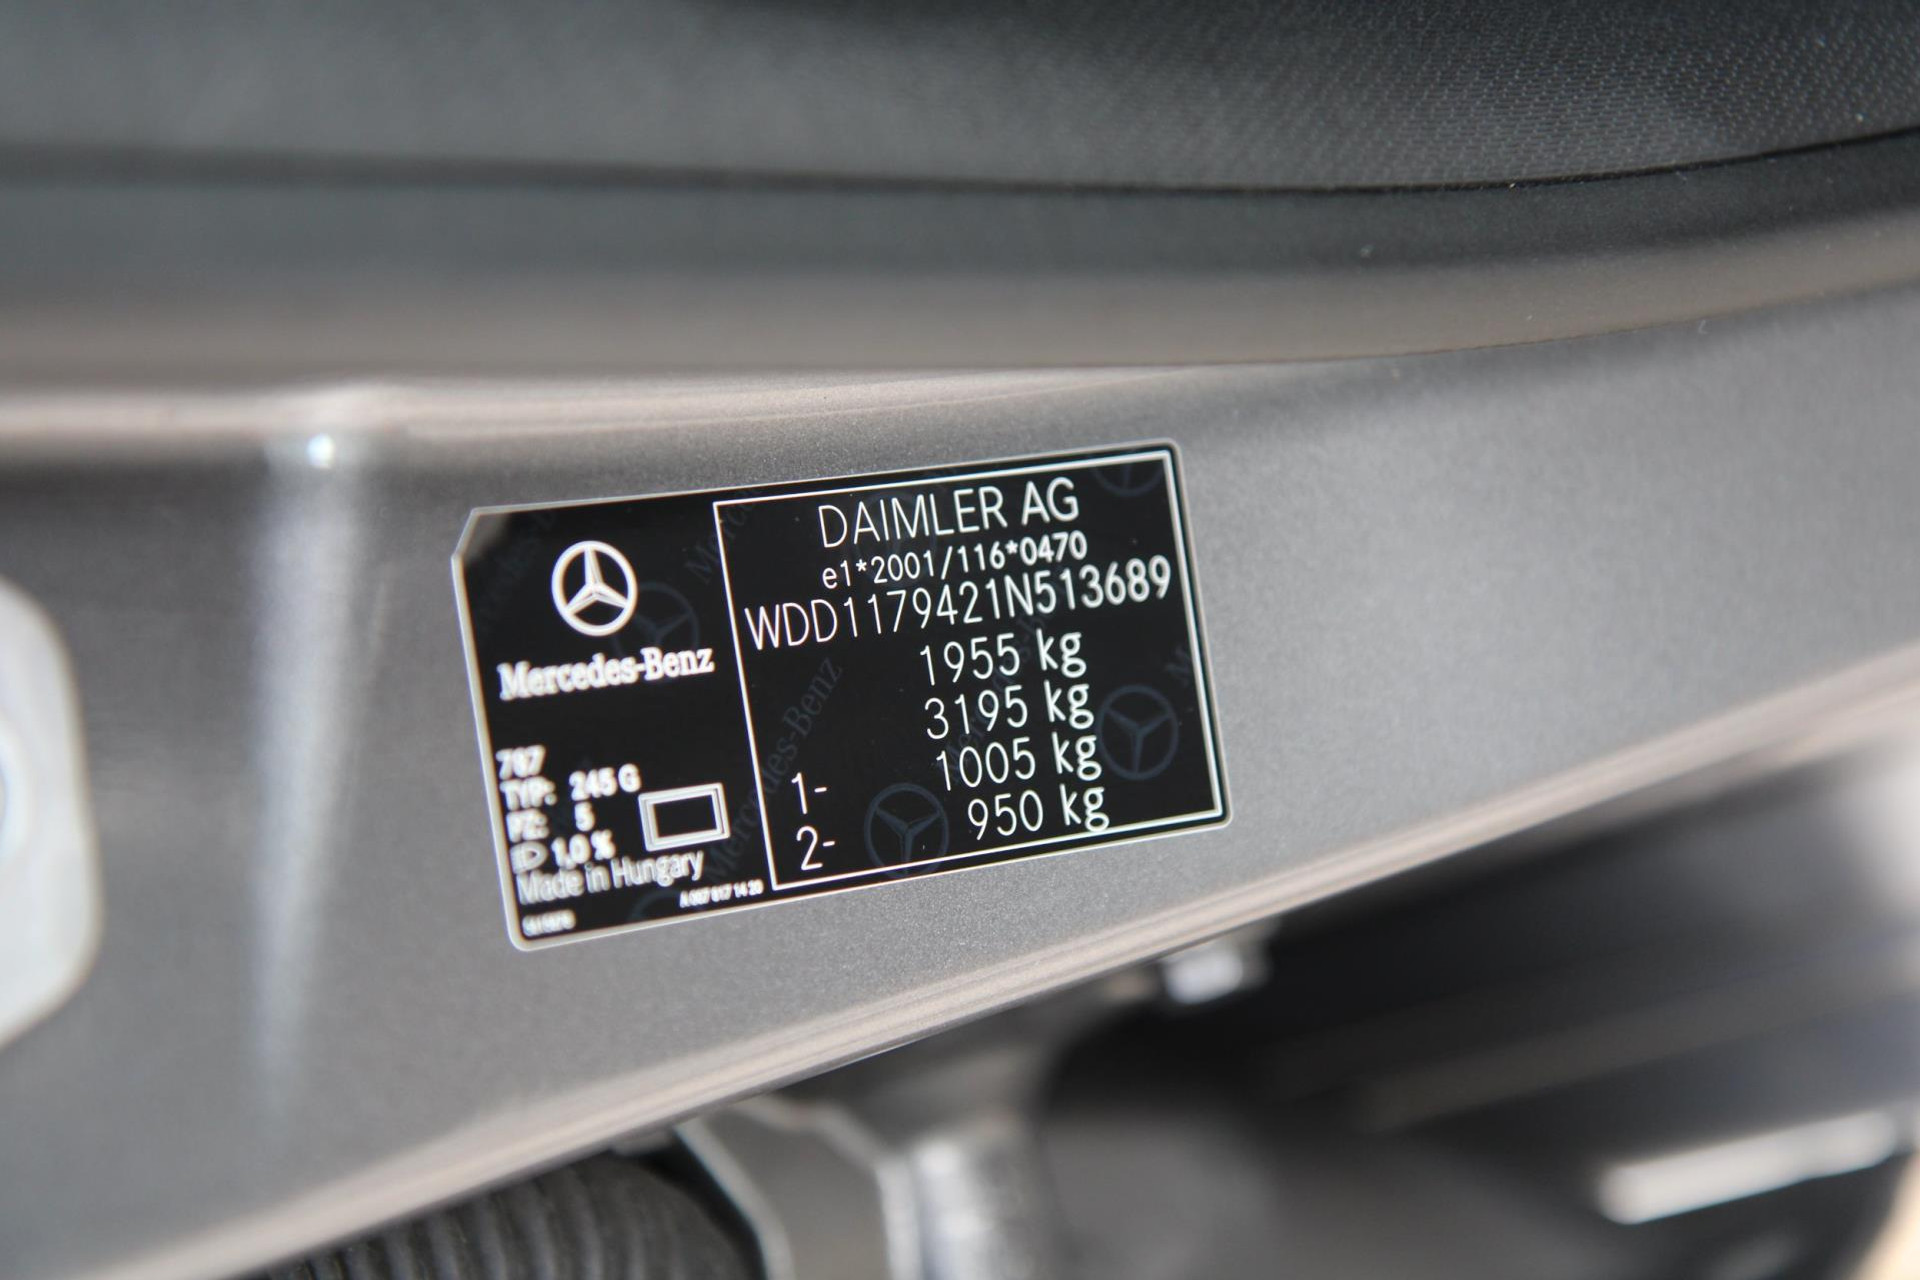 Mercedes-Benz
787
TYP: 245 G
PZ: 5
1,0 %
Made in Hungary
DAIMLER AG
e1*2001/116*0470
WDD1179421N513689
1955 kg
3195 kg
1- 1005 kg
2- 950 kg